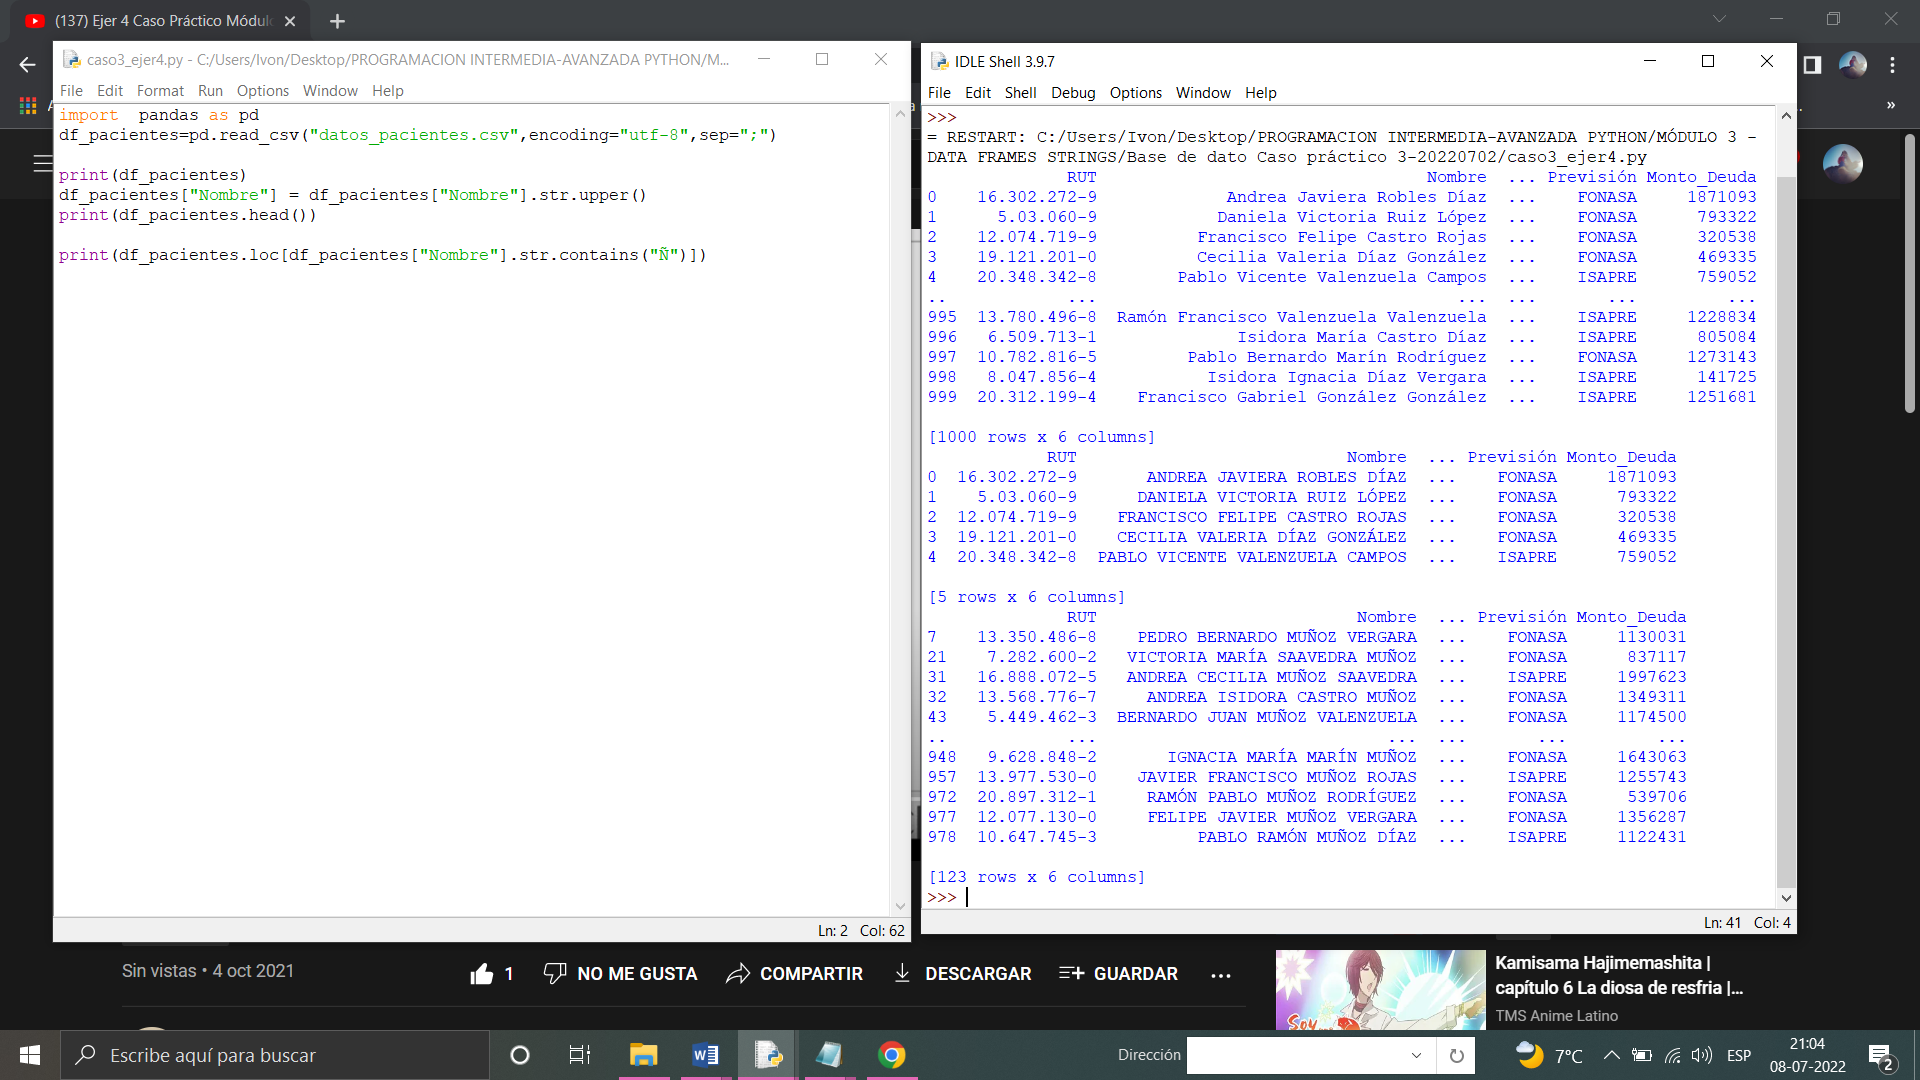 (137) Ejer 4 Caso Práctico Módulo
caso3_ejer4.py - C:/Users/Ivon/Desktop/PROGRAMACION INTERMEDIA-AVANZADA PYTHON/M...
File Edit Format Run Options Window Help
import  pandas as pd
df_pacientes=pd.read_csv("datos_pacientes.csv",encoding="utf-8",sep=";")
print(df_pacientes)
df_pacientes["Nombre"] = df_pacientes["Nombre"].str.upper()
print(df_pacientes.head())
print(df_pacientes.loc[df_pacientes["Nombre"].str.contains("Ñ")])
Ln: 2 Col: 62
IDLE Shell 3.9.7
File Edit Shell Debug Options Window Help
>>>
= RESTART: C:/Users/Ivon/Desktop/PROGRAMACION INTERMEDIA-AVANZADA PYTHON/MÓDULO 3 -
DATA FRAMES STRINGS/Base de dato Caso práctico 3-20220702/caso3_ejer4.py
RUT Nombre ... Previsión Monto_Deuda
0 16.302.272-9 Andrea Javiera Robles Díaz ... FONASA 1871093
1 5.03.060-9 Daniela Victoria Ruiz López ... FONASA 793322
2 12.074.719-9 Francisco Felipe Castro Rojas ... FONASA 320538
3 19.121.201-0 Cecilia Valeria Díaz González ... FONASA 469335
4 20.348.342-8 Pablo Vicente Valenzuela Campos ... ISAPRE 759052
.. ... ... ... ... ...
995 13.780.496-8 Ramón Francisco Valenzuela Valenzuela ... ISAPRE 1228834
996 6.509.713-1 Isidora María Castro Díaz ... ISAPRE 805084
997 10.782.816-5 Pablo Bernardo Marín Rodríguez ... FONASA 1273143
998 8.047.856-4 Isidora Ignacia Díaz Vergara ... ISAPRE 141725
999 20.312.199-4 Francisco Gabriel González González ... ISAPRE 1251681
[1000 rows x 6 columns]
RUT Nombre ... Previsión Monto_Deuda
0 16.302.272-9 ANDREA JAVIERA ROBLES DÍAZ ... FONASA 1871093
1 5.03.060-9 DANIELA VICTORIA RUIZ LÓPEZ ... FONASA 793322
2 12.074.719-9 FRANCISCO FELIPE CASTRO ROJAS ... FONASA 320538
3 19.121.201-0 CECILIA VALERIA DÍAZ GONZÁLEZ ... FONASA 469335
4 20.348.342-8 PABLO VICENTE VALENZUELA CAMPOS ... ISAPRE 759052
[5 rows x 6 columns]
RUT Nombre ... Previsión Monto_Deuda
7 13.350.486-8 PEDRO BERNARDO MUÑOZ VERGARA ... FONASA 1130031
21 7.282.600-2 VICTORIA MARÍA SAAVEDRA MUÑOZ ... FONASA 837117
31 16.888.072-5 ANDREA CECILIA MUÑOZ SAAVEDRA ... ISAPRE 1997623
32 13.568.776-7 ANDREA ISIDORA CASTRO MUÑOZ ... FONASA 1349311
43 5.449.462-3 BERNARDO JUAN MUÑOZ VALENZUELA ... FONASA 1174500
.. ... ... ... ... ...
948 9.628.848-2 IGNACIA MARÍA MARÍN MUÑOZ ... FONASA 1643063
957 13.977.530-0 JAVIER FRANCISCO MUÑOZ ROJAS ... ISAPRE 1255743
972 20.897.312-1 RAMÓN PABLO MUÑOZ RODRÍGUEZ ... FONASA 539706
977 12.077.130-0 FELIPE JAVIER MUÑOZ VERGARA ... FONASA 1356287
978 10.647.745-3 PABLO RAMÓN MUÑOZ DÍAZ ... ISAPRE 1122431
[123 rows x 6 columns]
>>>
Ln: 41 Col: 4
Sin vistas • 4 oct 2021
1 NO ME GUSTA COMPARTIR DESCARGAR GUARDAR ...
Kamisama Hajimemashita |
capítulo 6 La diosa de resfria |...
TMS Anime Latino
Soy
Escribe aquí para buscar
Dirección
7°C
ESP
21:04
08-07-2022
2